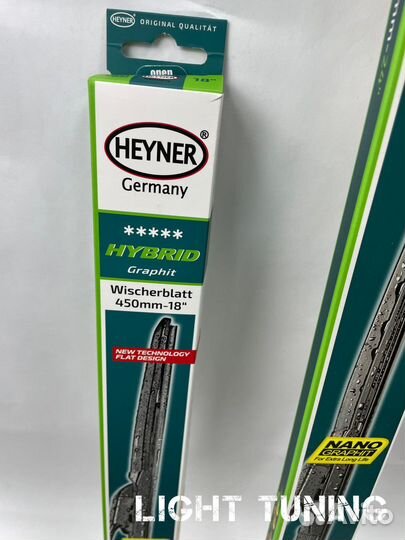 HEYNER
ORIGINAL QUALITÄT
open
18"
HEYNER®
Germany
*****
HYBRID
Graphit
Wischerblatt
450mm-18"
NEW TECHNOLOGY
FLAT DESIGN
NANO
GRAPHIT
For Extra Long Life
LIGHT TUNING
Avito